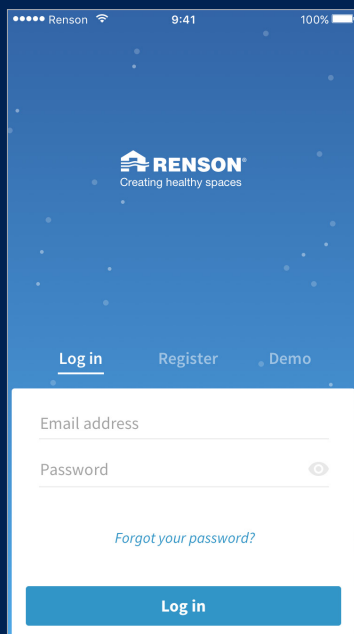 Renson 9:41 100%
RENSON®
Creating healthy spaces
Log in Register Demo
Email address
Password
Forgot your password?
Log in